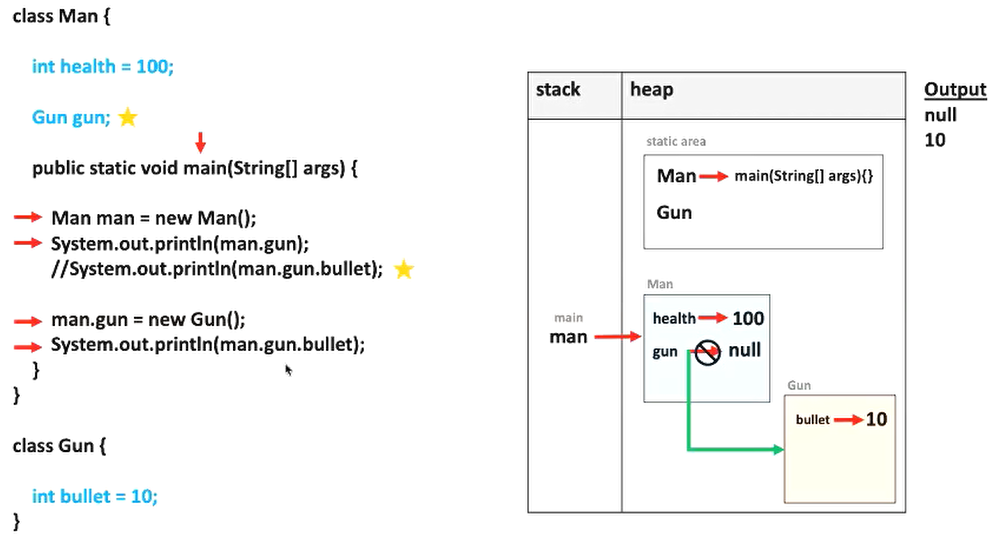 class Man {
int health = 100;
Gun gun;
public static void main(String[] args) {
Man man = new Man();
System.out.println(man.gun);
//System.out.println(man.gun.bullet);
man.gun = new Gun();
System.out.println(man.gun.bullet);
}
}
class Gun {
int bullet = 10;
}
stack
heap
static area
Man
main(String[] args){}
Gun
main
man
Man
health
100
gun
null
Gun
bullet
10
Output
null
10